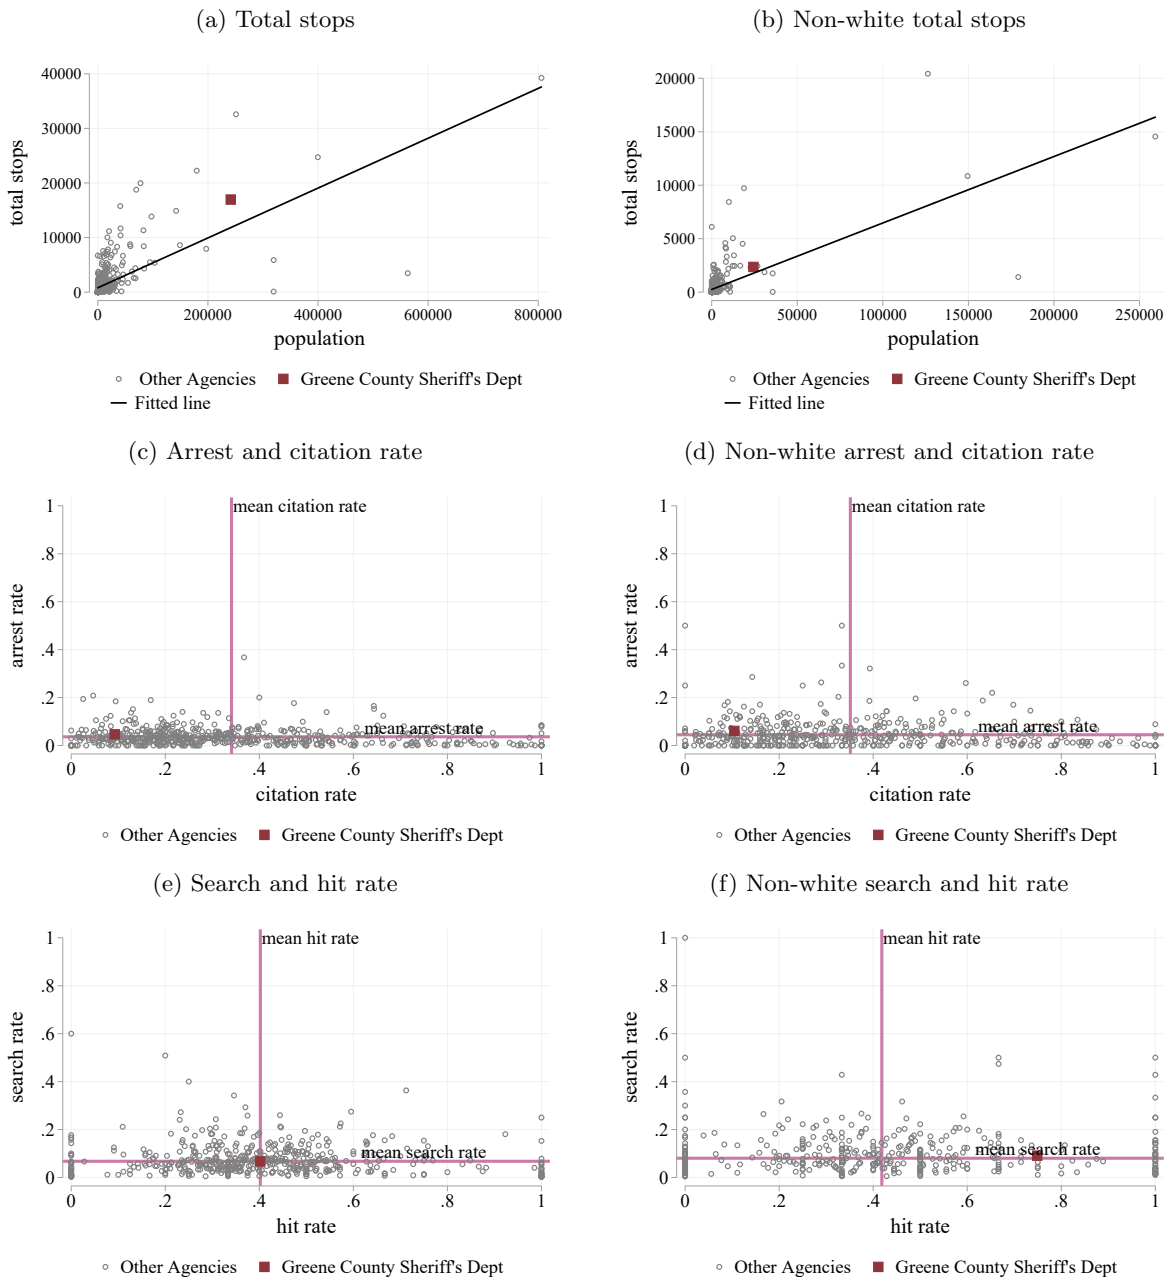 (a) Total stops
40000
30000
20000
10000
0
total stops
0 200000 400000 600000 800000
population
Other Agencies Greene County Sheriff's Dept
Fitted line
(b) Non-white total stops
20000
15000
10000
5000
0
total stops
0 50000 100000 150000 200000 250000
population
Other Agencies Greene County Sheriff's Dept
Fitted line
(c) Arrest and citation rate
mean citation rate
1
.8
.6
.4
.2
0
arrest rate
mean arrest rate
0 .2 .4 .6 .8 1
citation rate
Other Agencies Greene County Sheriff's Dept
(d) Non-white arrest and citation rate
mean citation rate
1
.8
.6
.4
.2
0
arrest rate
mean arrest rate
0 .2 .4 .6 .8 1
citation rate
Other Agencies Greene County Sheriff's Dept
(e) Search and hit rate
mean hit rate
1
.8
.6
.4
.2
0
search rate
mean search rate
0 .2 .4 .6 .8 1
hit rate
Other Agencies Greene County Sheriff's Dept
(f) Non-white search and hit rate
mean hit rate
1
.8
.6
.4
.2
0
search rate
mean search rate
0 .2 .4 .6 .8 1
hit rate
Other Agencies Greene County Sheriff's Dept